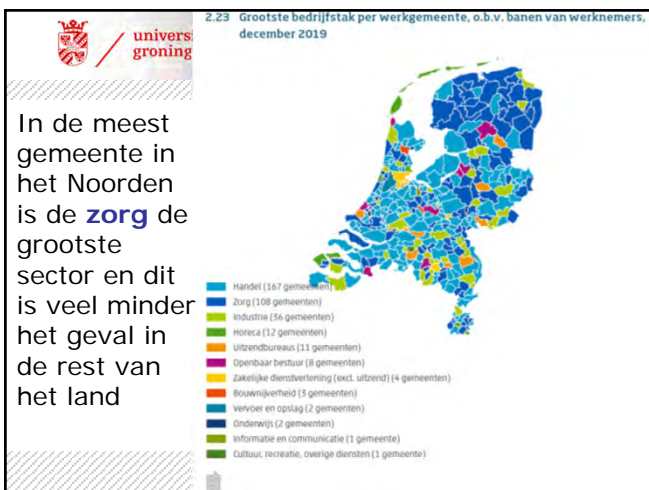 universi
groning
2.23 Grootste bedrijfstak per werkgemeente, o.b.v. banen van werknemers,
december 2019
In de meest
gemeente in
het Noorden
is de zorg de
grootste
sector en dit
is veel minder
het geval in
de rest van
het land
Handel (167 gemeenten)
Zorg (108 gemeenten)
Industrie (36 gemeenten)
Horeca (12 gemeenten)
Uitzendbureaus (11 gemeenten)
Openbaar bestuur (8 gemeenten)
Zakelijke dienstverlening (excl. uitzend) (4 gemeenten)
Bouwnijverheid (3 gemeenten)
Vervoer en opslag (2 gemeenten)
Onderwijs (2 gemeenten)
Informatie en communicatie (1 gemeente)
Cultuur, recreatie, overige diensten (1 gemeente)